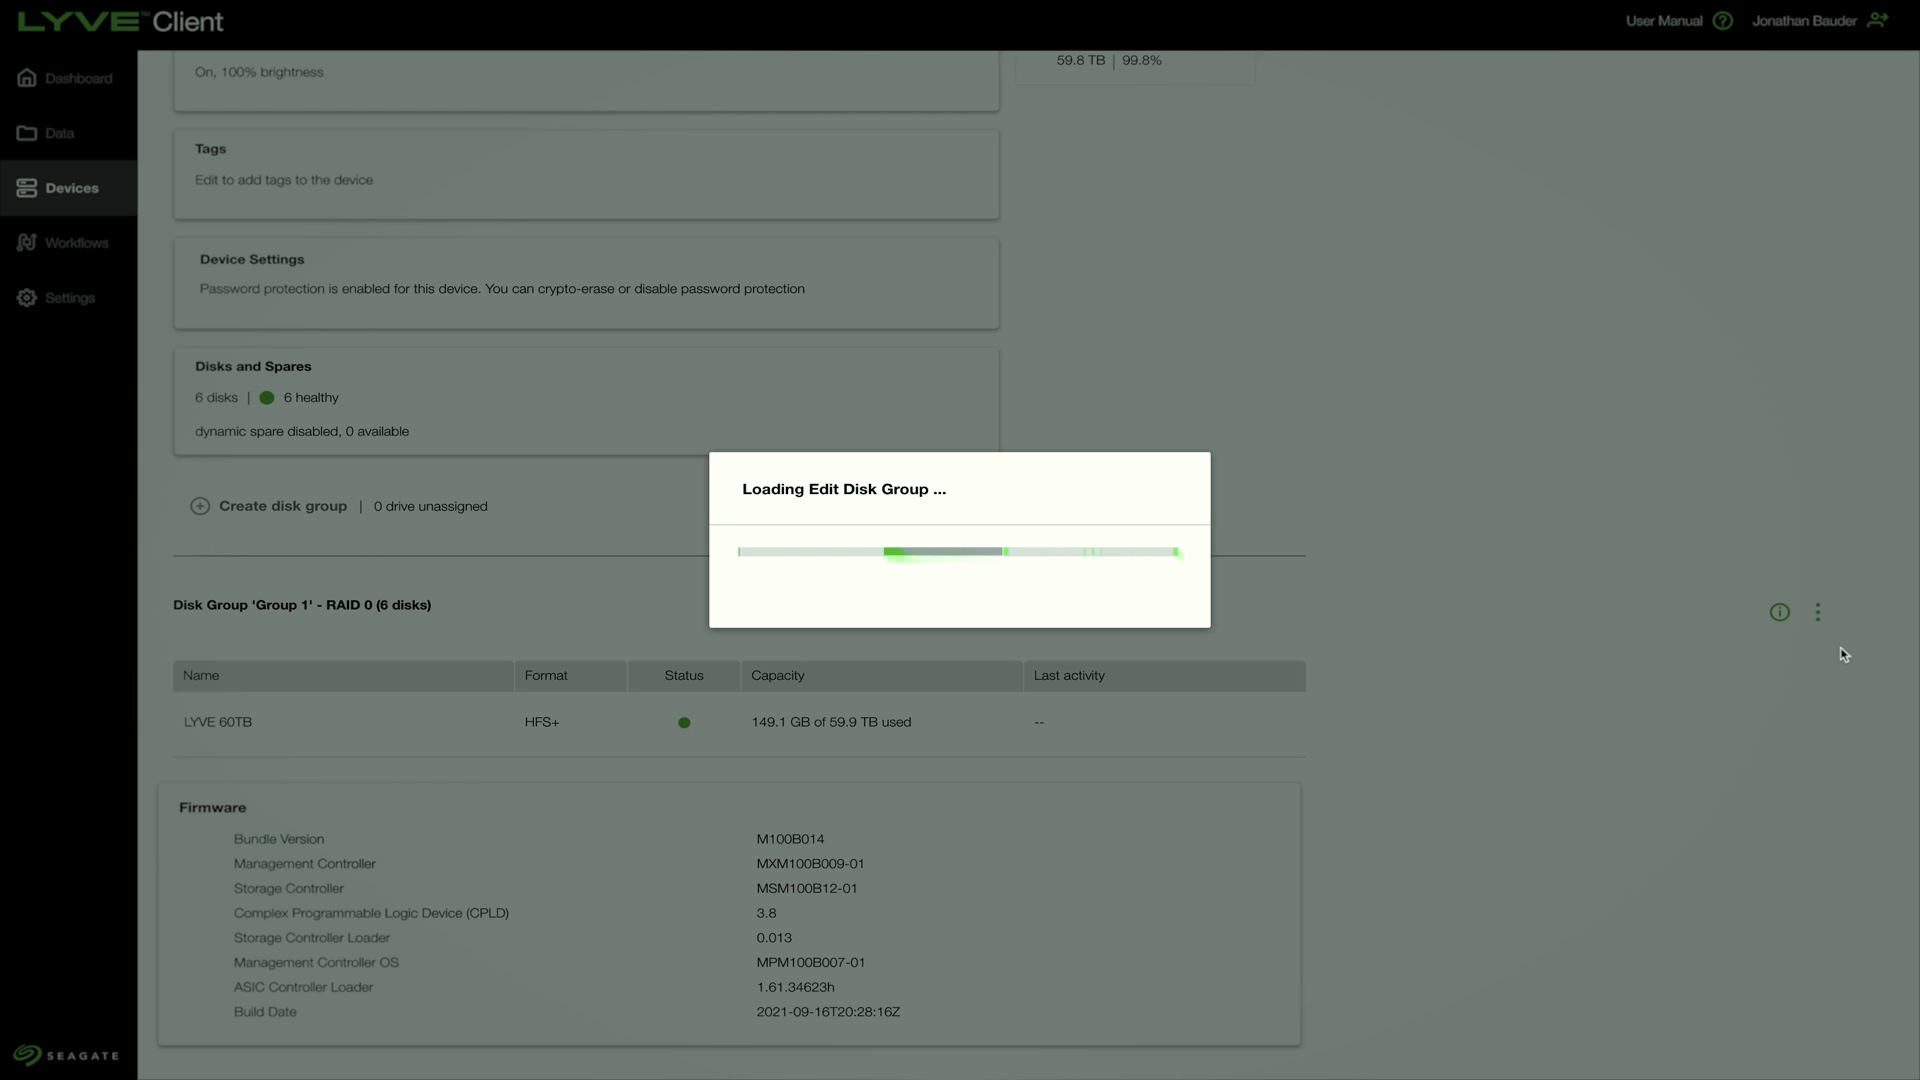 LYVE™ Client
User Manual
Jonathan Bauder
Dashboard
Data
Devices
Workflows
Settings
On, 100% brightness
59.8 TB | 99.8%
Tags
Edit to add tags to the device
Device Settings
Password protection is enabled for this device. You can crypto-erase or disable password protection
Disks and Spares
6 disks | 6 healthy
dynamic spare disabled, 0 available
Create disk group | 0 drive unassigned
Loading Edit Disk Group ...
Disk Group 'Group 1' - RAID 0 (6 disks)
Name Format Status Capacity Last activity
LYVE 60TB HFS+ 149.1 GB of 59.9 TB used --
Firmware
Bundle Version M100B014
Management Controller MXM100B009-01
Storage Controller MSM100B12-01
Complex Programmable Logic Device (CPLD) 3.8
Storage Controller Loader 0.013
Management Controller OS MPM100B007-01
ASIC Controller Loader 1.61.34623h
Build Date 2021-09-16T20:28:16Z
SEAGATE